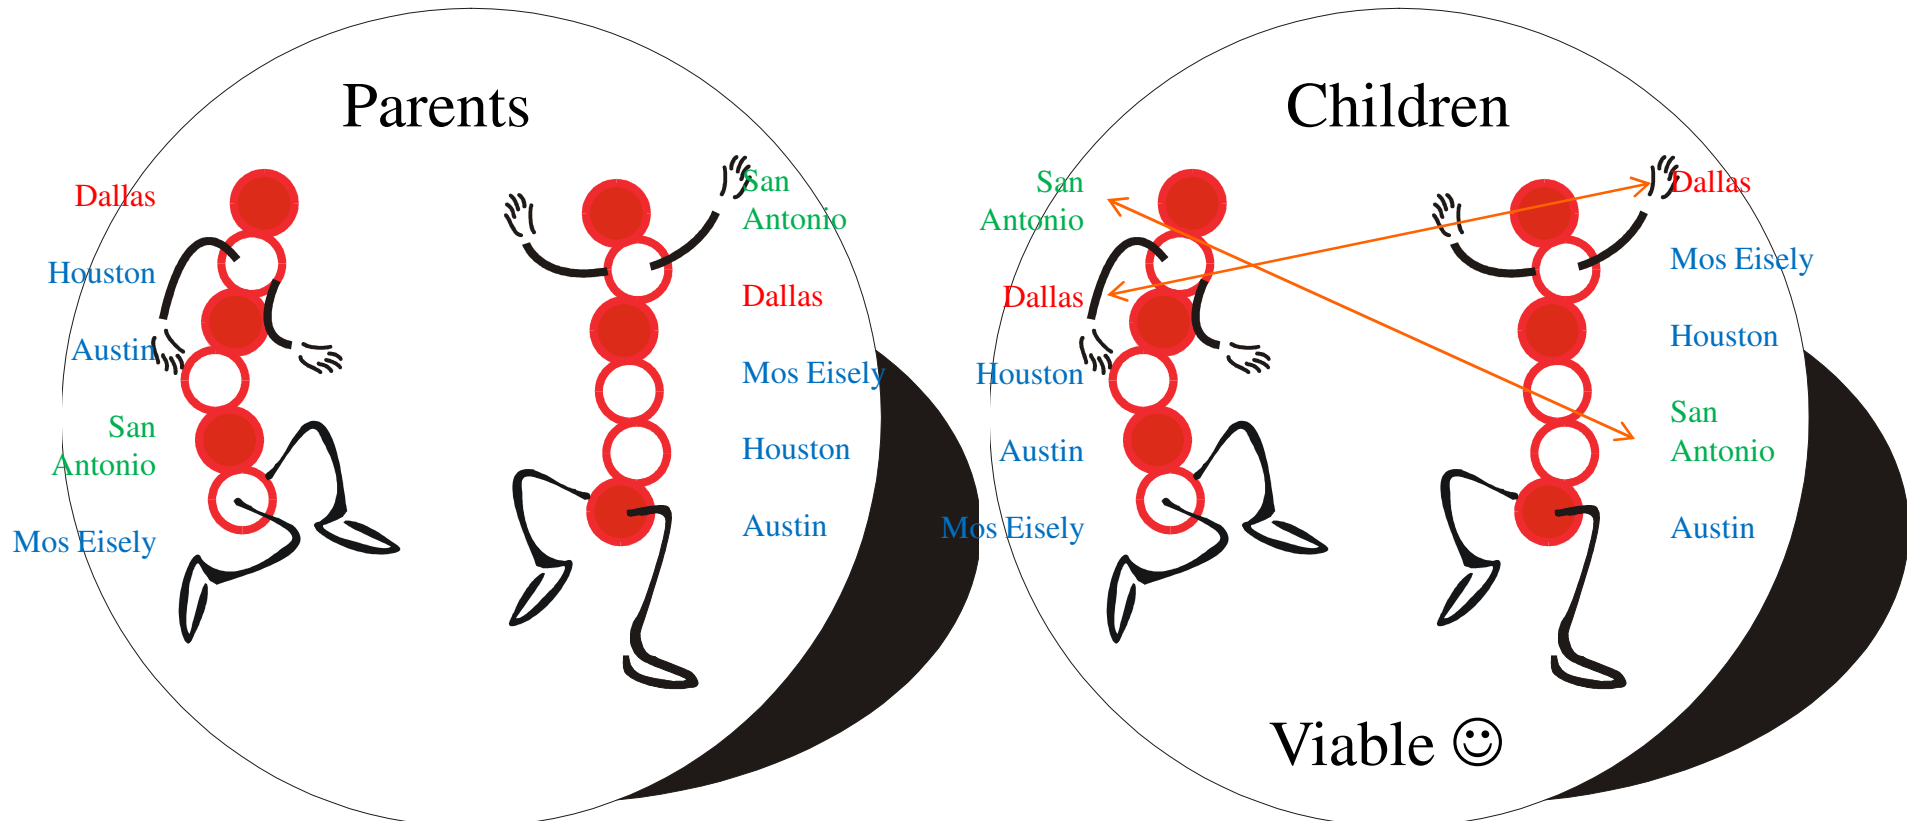 Parents
Dallas
Houston
Austin
San
Antonio
Mos Eisely
San
Antonio
Dallas
Mos Eisely
Houston
Austin
Children
San
Antonio
Dallas
Houston
Austin
Mos Eisely
Dallas
Mos Eisely
Houston
San
Antonio
Austin
Viable ☺